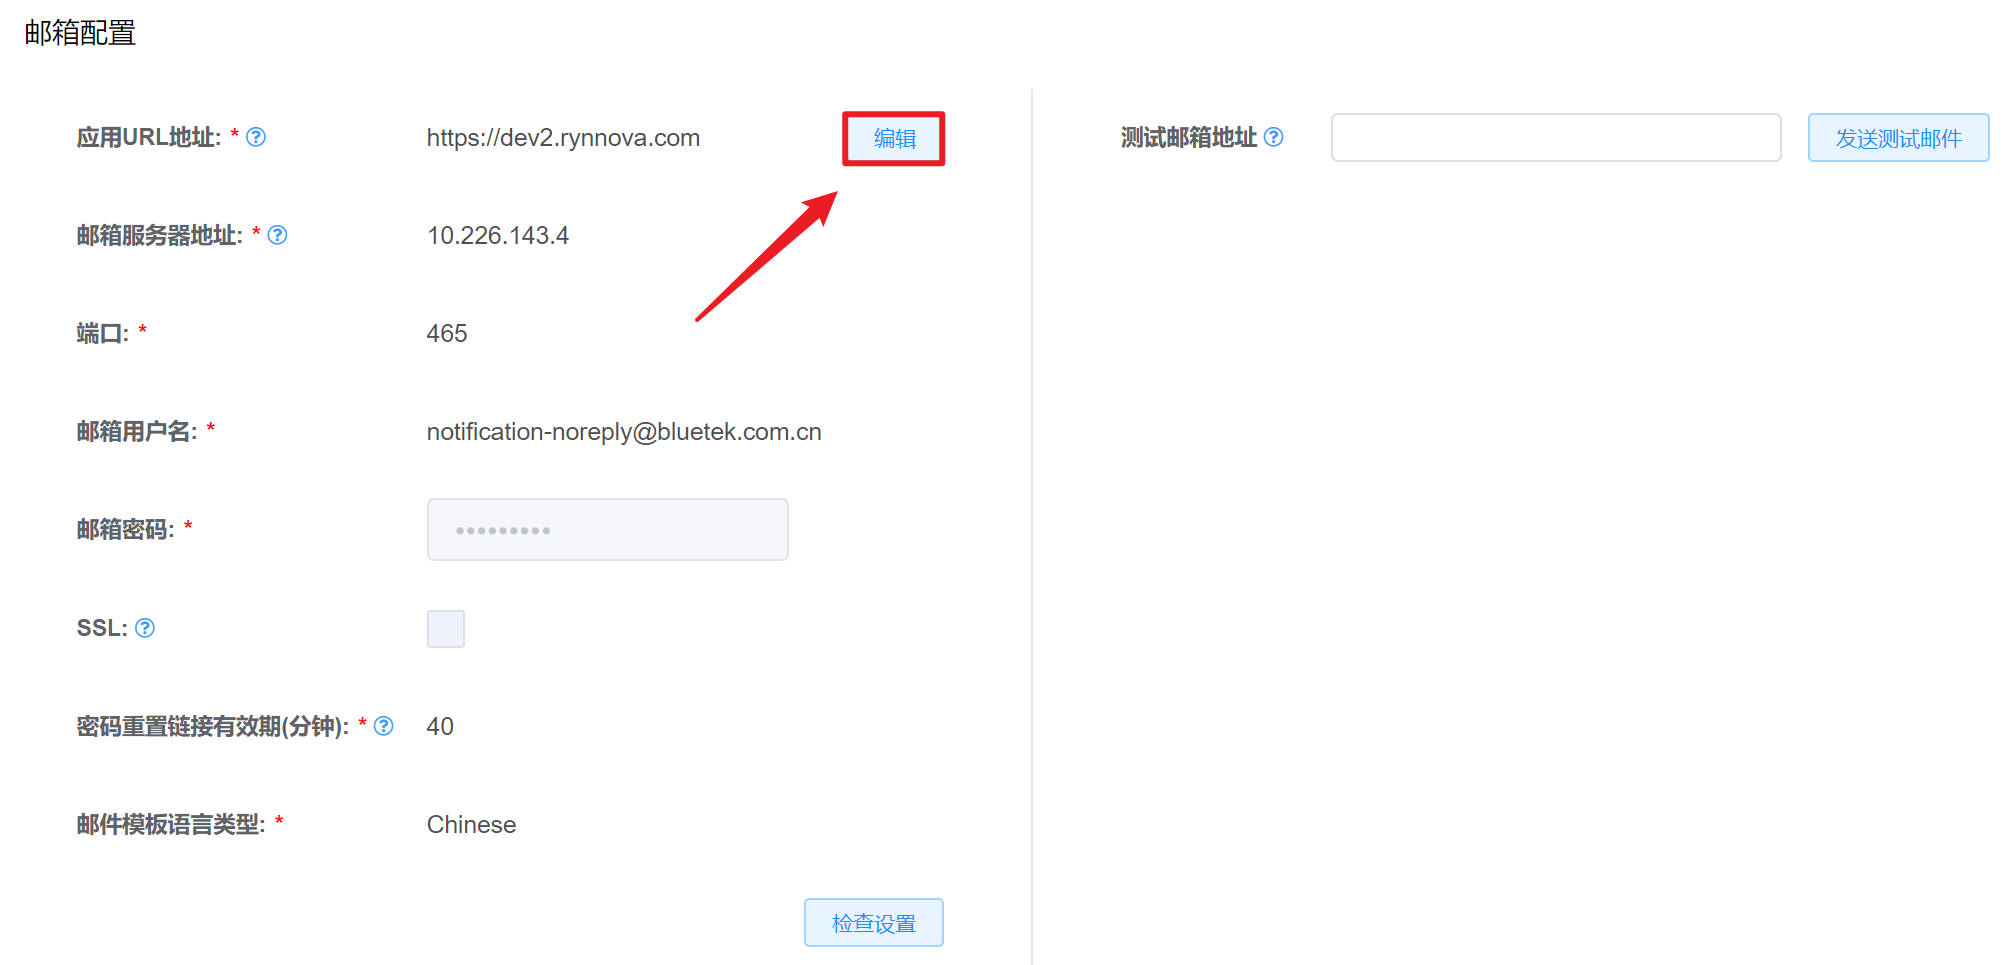 邮箱配置
应用URL地址: * ? https://dev2.rynnova.com 编辑
邮箱服务器地址: * ? 10.226.143.4
端口: * 465
邮箱用户名: * notification-noreply@bluetek.com.cn
邮箱密码: * •••••••••
SSL: ?
密码重置链接有效期(分钟): * ? 40
邮件模板语言类型: * Chinese
检查设置
测试邮箱地址 ? 发送测试邮件